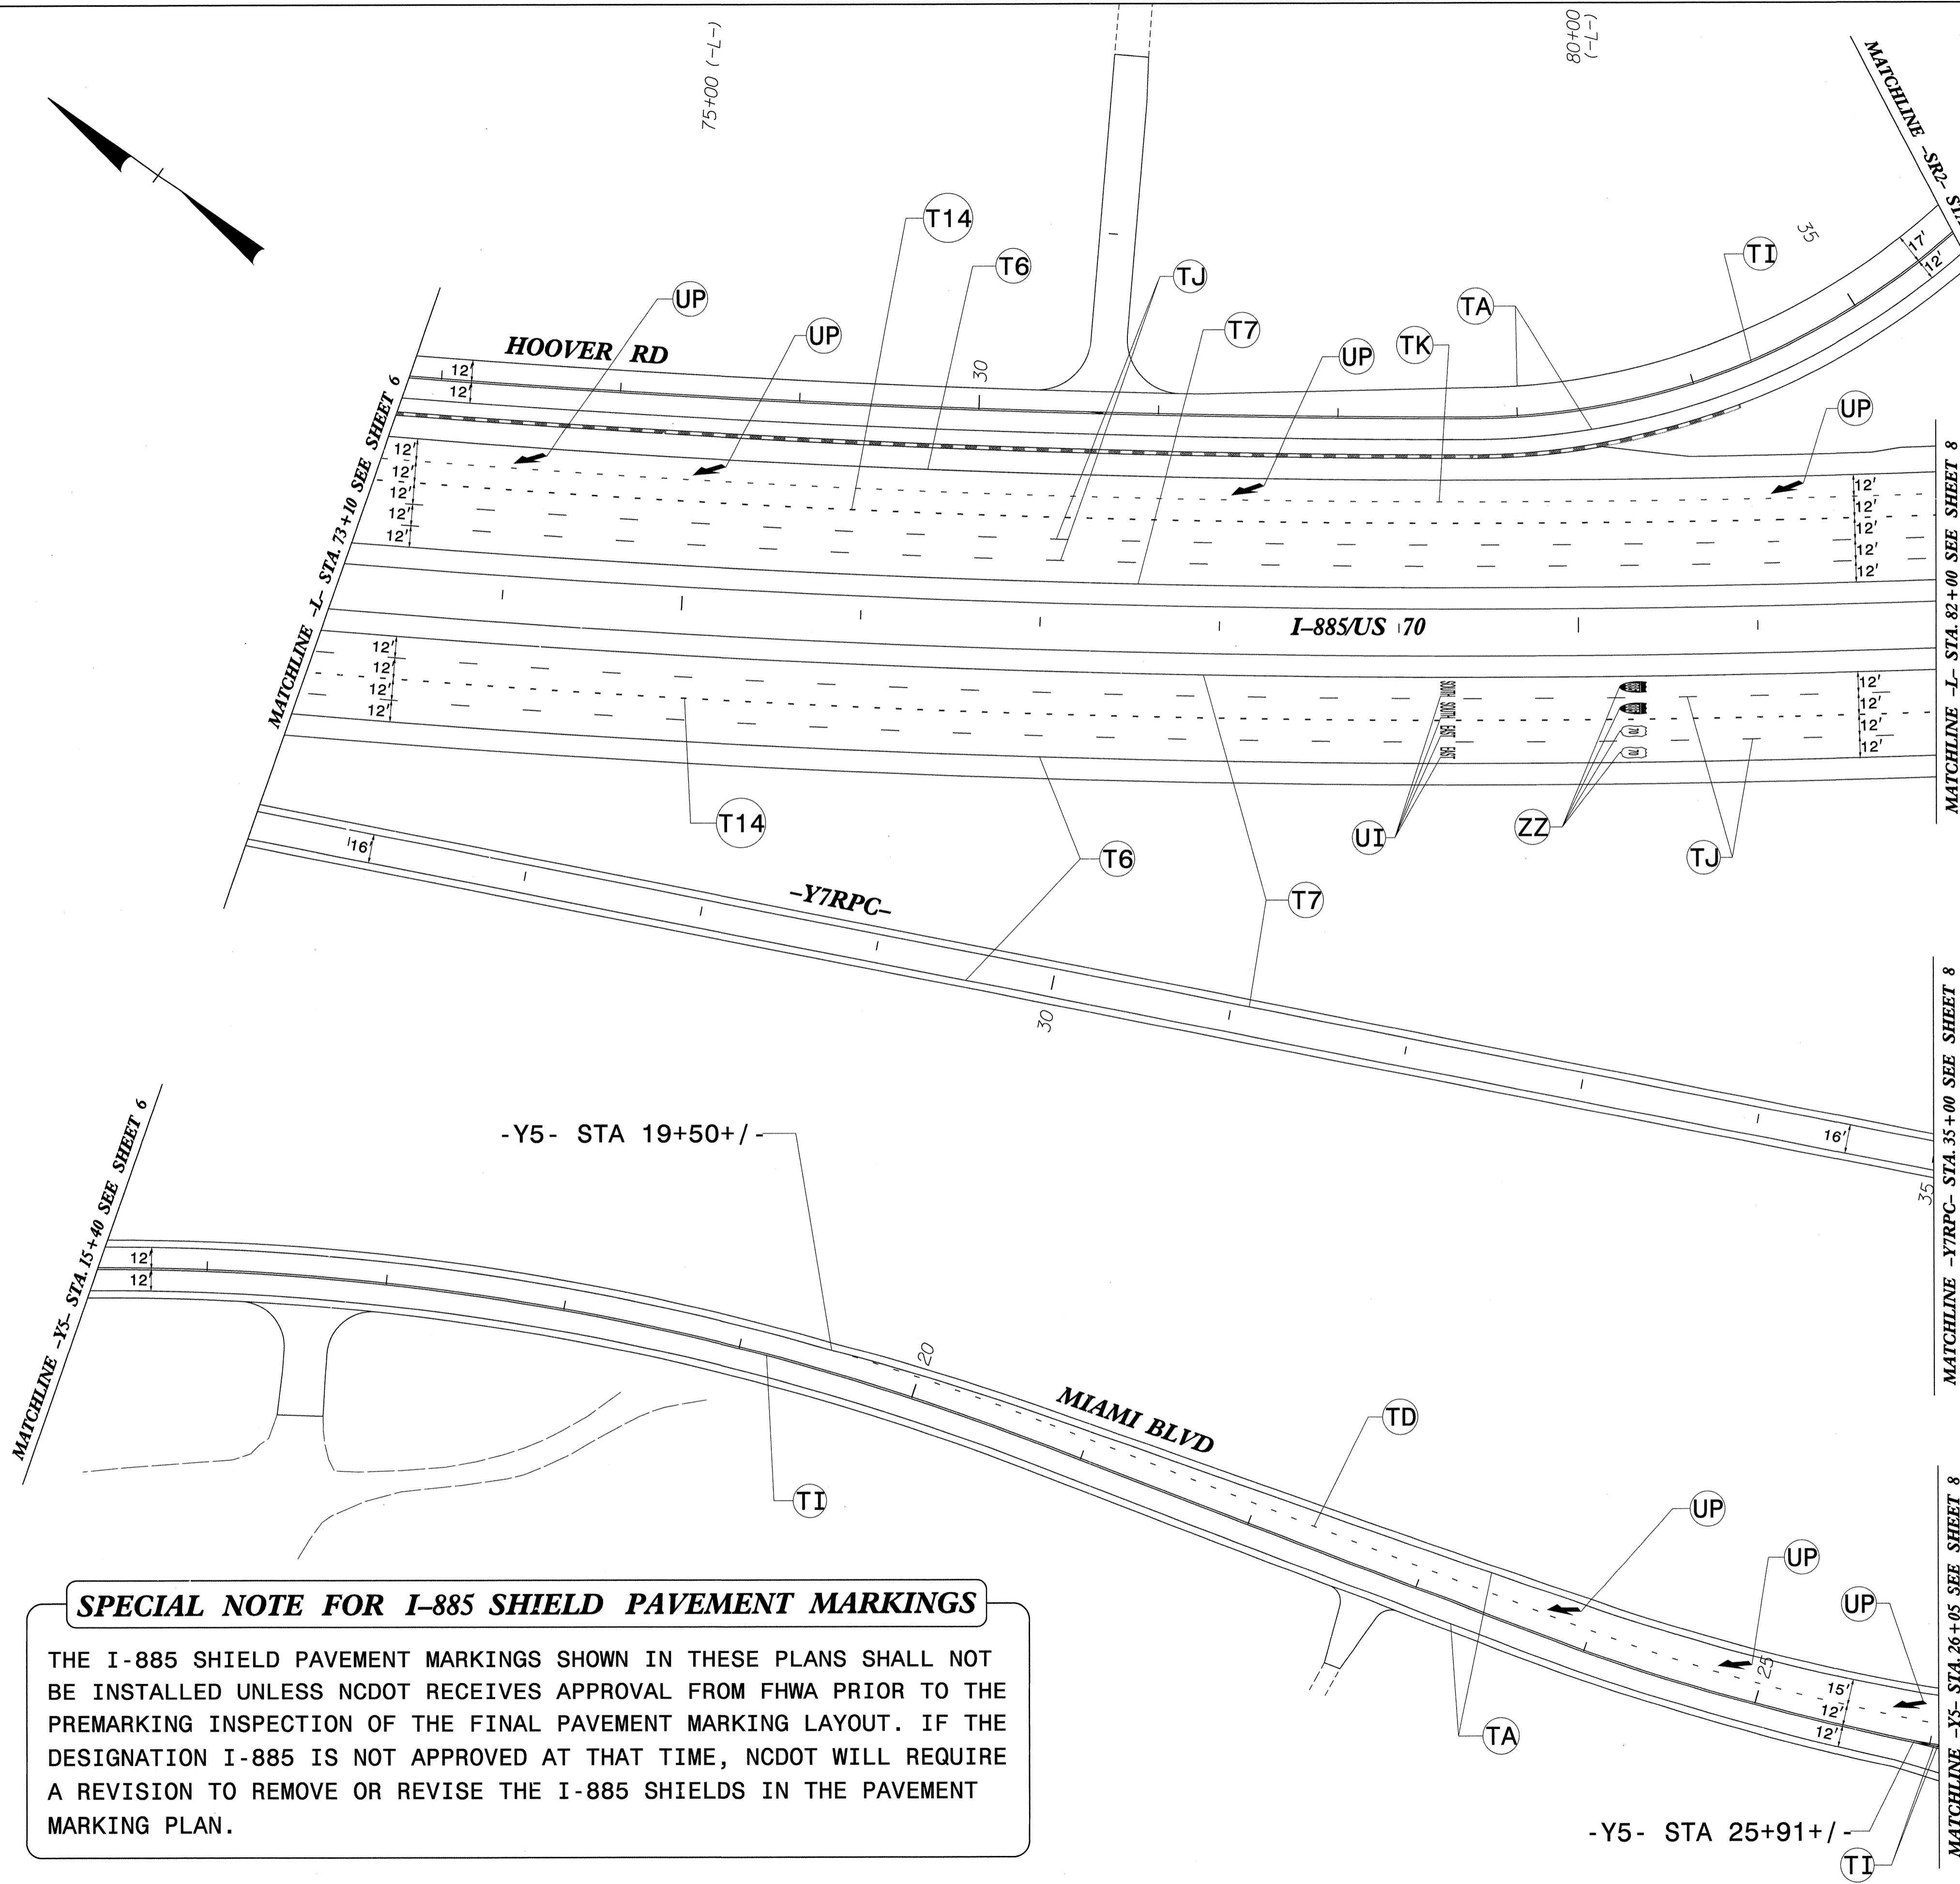 75+00 (-L-)
80+00
(-L-)
MATCHLINE -SR2-
35
17'
12'
T14
T6
TJ
TI
UP
UP
T7
TA
TK
UP
UP
HOOVER RD
30
12'
12'
MATCHLINE -L- STA. 73+10 SEE SHEET 6
12'
12'
12'
12'
12'
12'
12'
12'
12'
12'
MATCHLINE -L- STA. 82+00 SEE SHEET 8
I-885/US 70
12'
12'
12'
12'
SOUTH
SOUTH
EAST
EAST
70
70
12'
12'
12'
12'
T14
UI
ZZ
TJ
T6
T7
16'
-Y7RPC-
30
16'
35
MATCHLINE -Y7RPC- STA. 35+00 SEE SHEET 8
MATCHLINE -Y5- STA. 15+40 SEE SHEET 6
-Y5- STA 19+50+/-
12'
12'
20
MIAMI BLVD
TD
TI
UP
UP
UP
25
15'
12'
12'
TA
MATCHLINE -Y5- STA. 26+05 SEE SHEET 8
-Y5- STA 25+91+/-
TI
SPECIAL NOTE FOR I-885 SHIELD PAVEMENT MARKINGS
THE I-885 SHIELD PAVEMENT MARKINGS SHOWN IN THESE PLANS SHALL NOT
BE INSTALLED UNLESS NCDOT RECEIVES APPROVAL FROM FHWA PRIOR TO THE
PREMARKING INSPECTION OF THE FINAL PAVEMENT MARKING LAYOUT. IF THE
DESIGNATION I-885 IS NOT APPROVED AT THAT TIME, NCDOT WILL REQUIRE
A REVISION TO REMOVE OR REVISE THE I-885 SHIELDS IN THE PAVEMENT
MARKING PLAN.